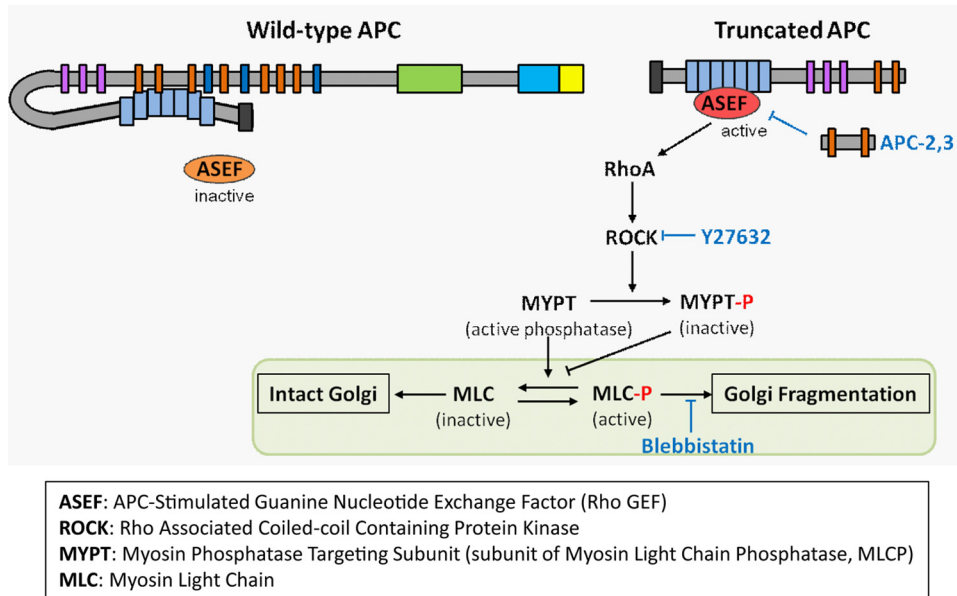 Wild-type APC
Truncated APC
ASEF
inactive
ASEF
active
APC-2,3
RhoA
ROCK
Y27632
MYPT
(active phosphatase)
MYPT-P
(inactive)
Intact Golgi
MLC
(inactive)
MLC-P
(active)
Golgi Fragmentation
Blebbistatin
ASEF: APC-Stimulated Guanine Nucleotide Exchange Factor (Rho GEF)
ROCK: Rho Associated Coiled-coil Containing Protein Kinase
MYPT: Myosin Phosphatase Targeting Subunit (subunit of Myosin Light Chain Phosphatase, MLCP)
MLC: Myosin Light Chain